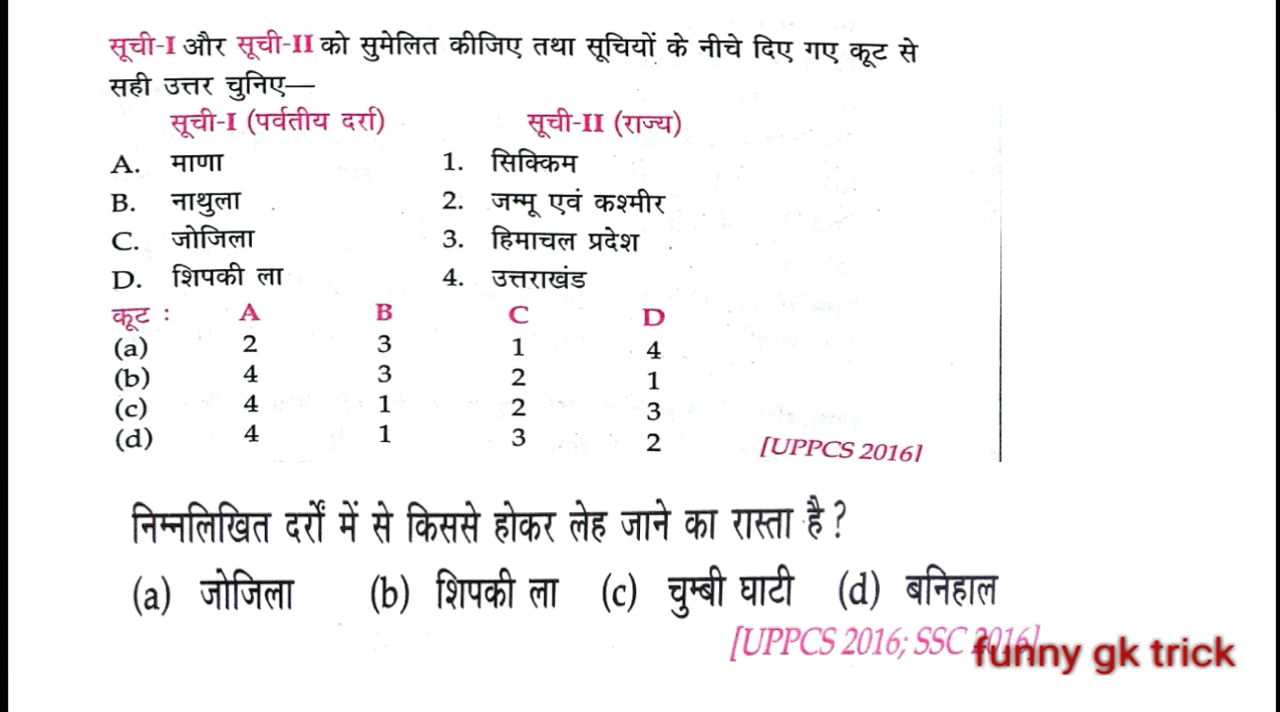 सूची-I और सूची-II को सुमेलित कीजिए तथा सूचियों के नीचे दिए गए कूट से
सही उत्तर चुनिए—
सूची-I (पर्वतीय दर्रा) सूची-II (राज्य)
A. माणा 1. सिक्किम
B. नाथुला 2. जम्मू एवं कश्मीर
C. जोजिला 3. हिमाचल प्रदेश
D. शिपकी ला 4. उत्तराखंड
कूट : A B C D
(a) 2 3 1 4
(b) 4 3 2 1
(c) 4 1 2 3
(d) 4 1 3 2 [UPPCS 2016]
निम्नलिखित दर्रों में से किससे होकर लेह जाने का रास्ता है?
(a) जोजिला (b) शिपकी ला (c) चुम्बी घाटी (d) बनिहाल
[UPPCS 2016; SSC 2016]
funny gk trick